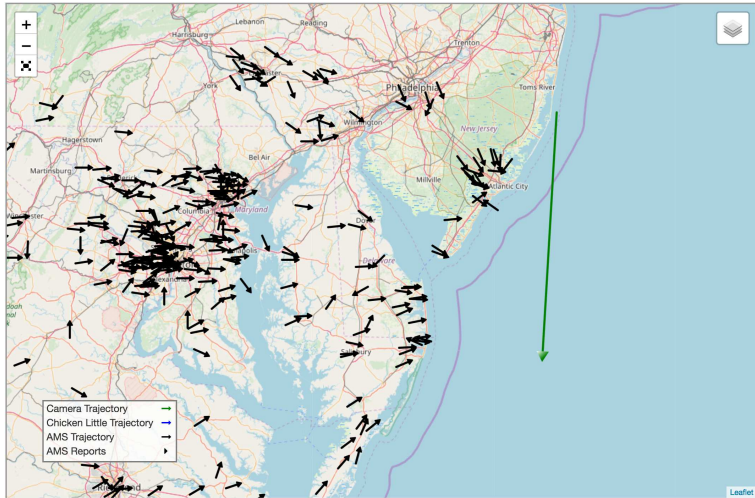 +
−
Harrisburg
Lebanon
Reading
Trenton
York
Philadelphia
Toms River
Wilmington
Hagerstown
New Jersey
Bel Air
Martinsburg
Millville
Atlantic City
Columbia
Maryland
Dover
Delaware
Alexandria
Salisbury
Camera Trajectory
Chicken Little Trajectory
AMS Trajectory
AMS Reports
Leaflet